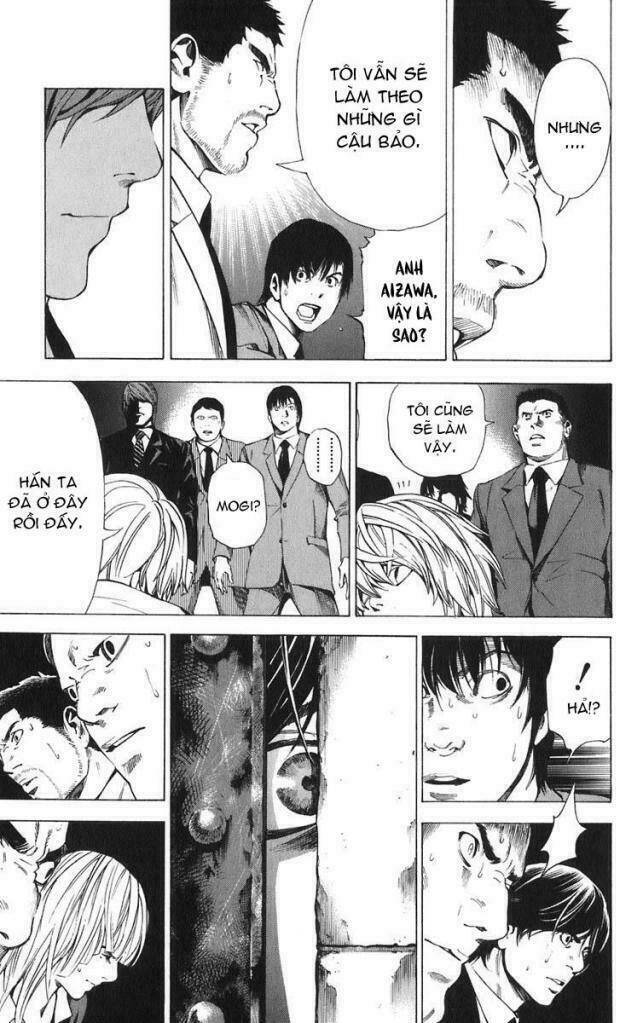 NHƯNG
....
TÔI VẪN SẼ
LÀM THEO
NHỮNG GÌ
CẬU BẢO.
ANH
AIZAWA,
VẬY LÀ
SAO?
TÔI CŨNG
SẼ LÀM
VẬY.
!!!
......
MOGI?
HẮN TA
ĐÃ Ở ĐÂY
RỒI ĐẤY.
!
HẢ!?